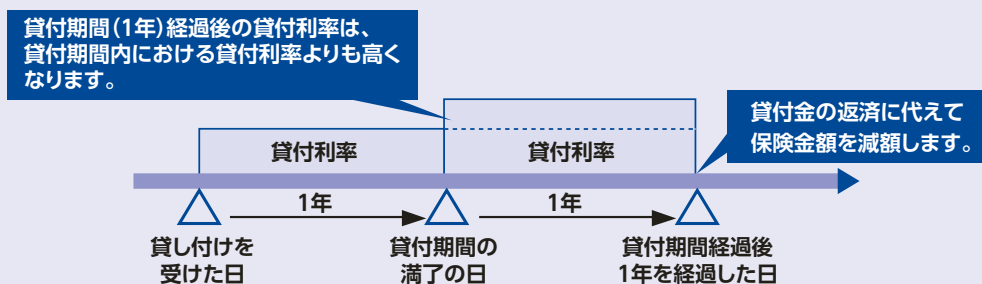 貸付期間(1年)経過後の貸付利率は、
貸付期間内における貸付利率よりも高く
なります。
貸付金の返済に代えて
保険金額を減額します。
貸付利率
貸付利率
1年
1年
貸し付けを
受けた日
貸付期間の
満了の日
貸付期間経過後
1年を経過した日